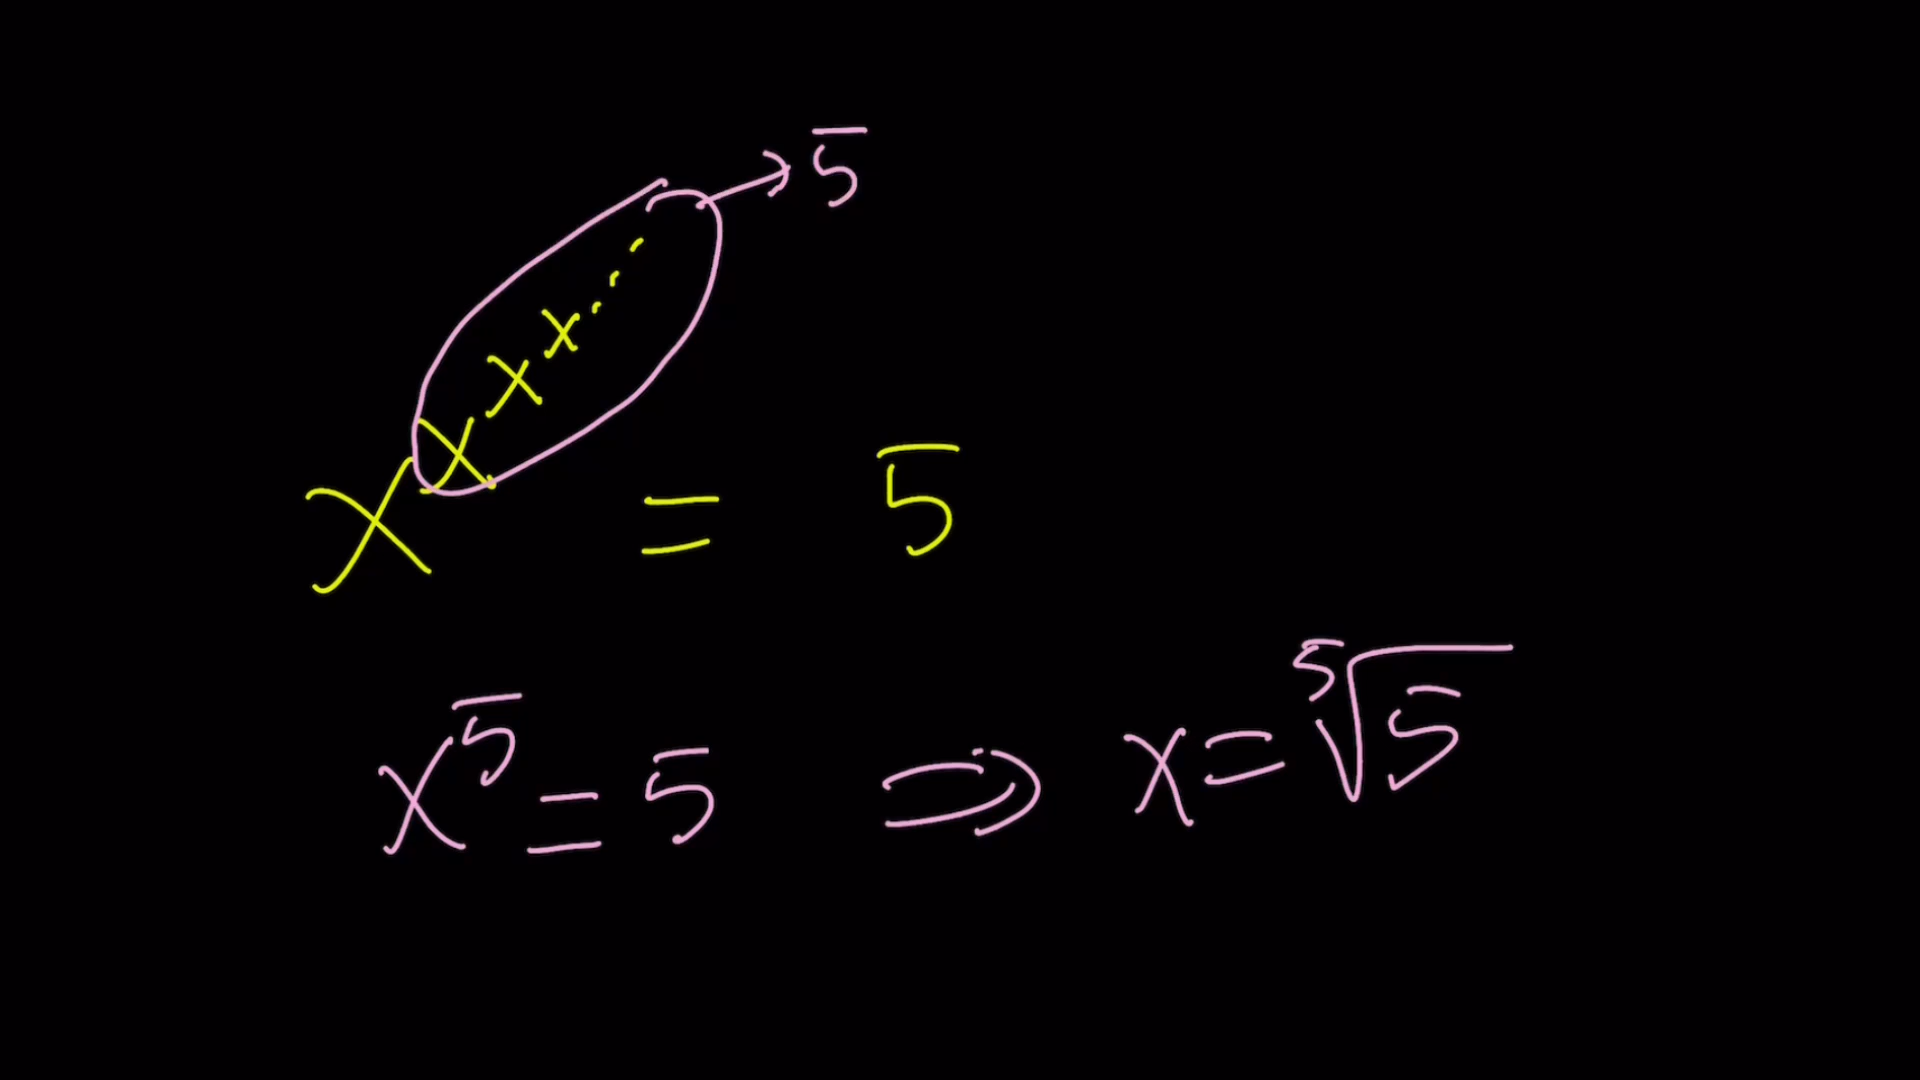 x^x^x^x^... = 5 → 5
x^5 = 5 ⇒ x = ⁵√5